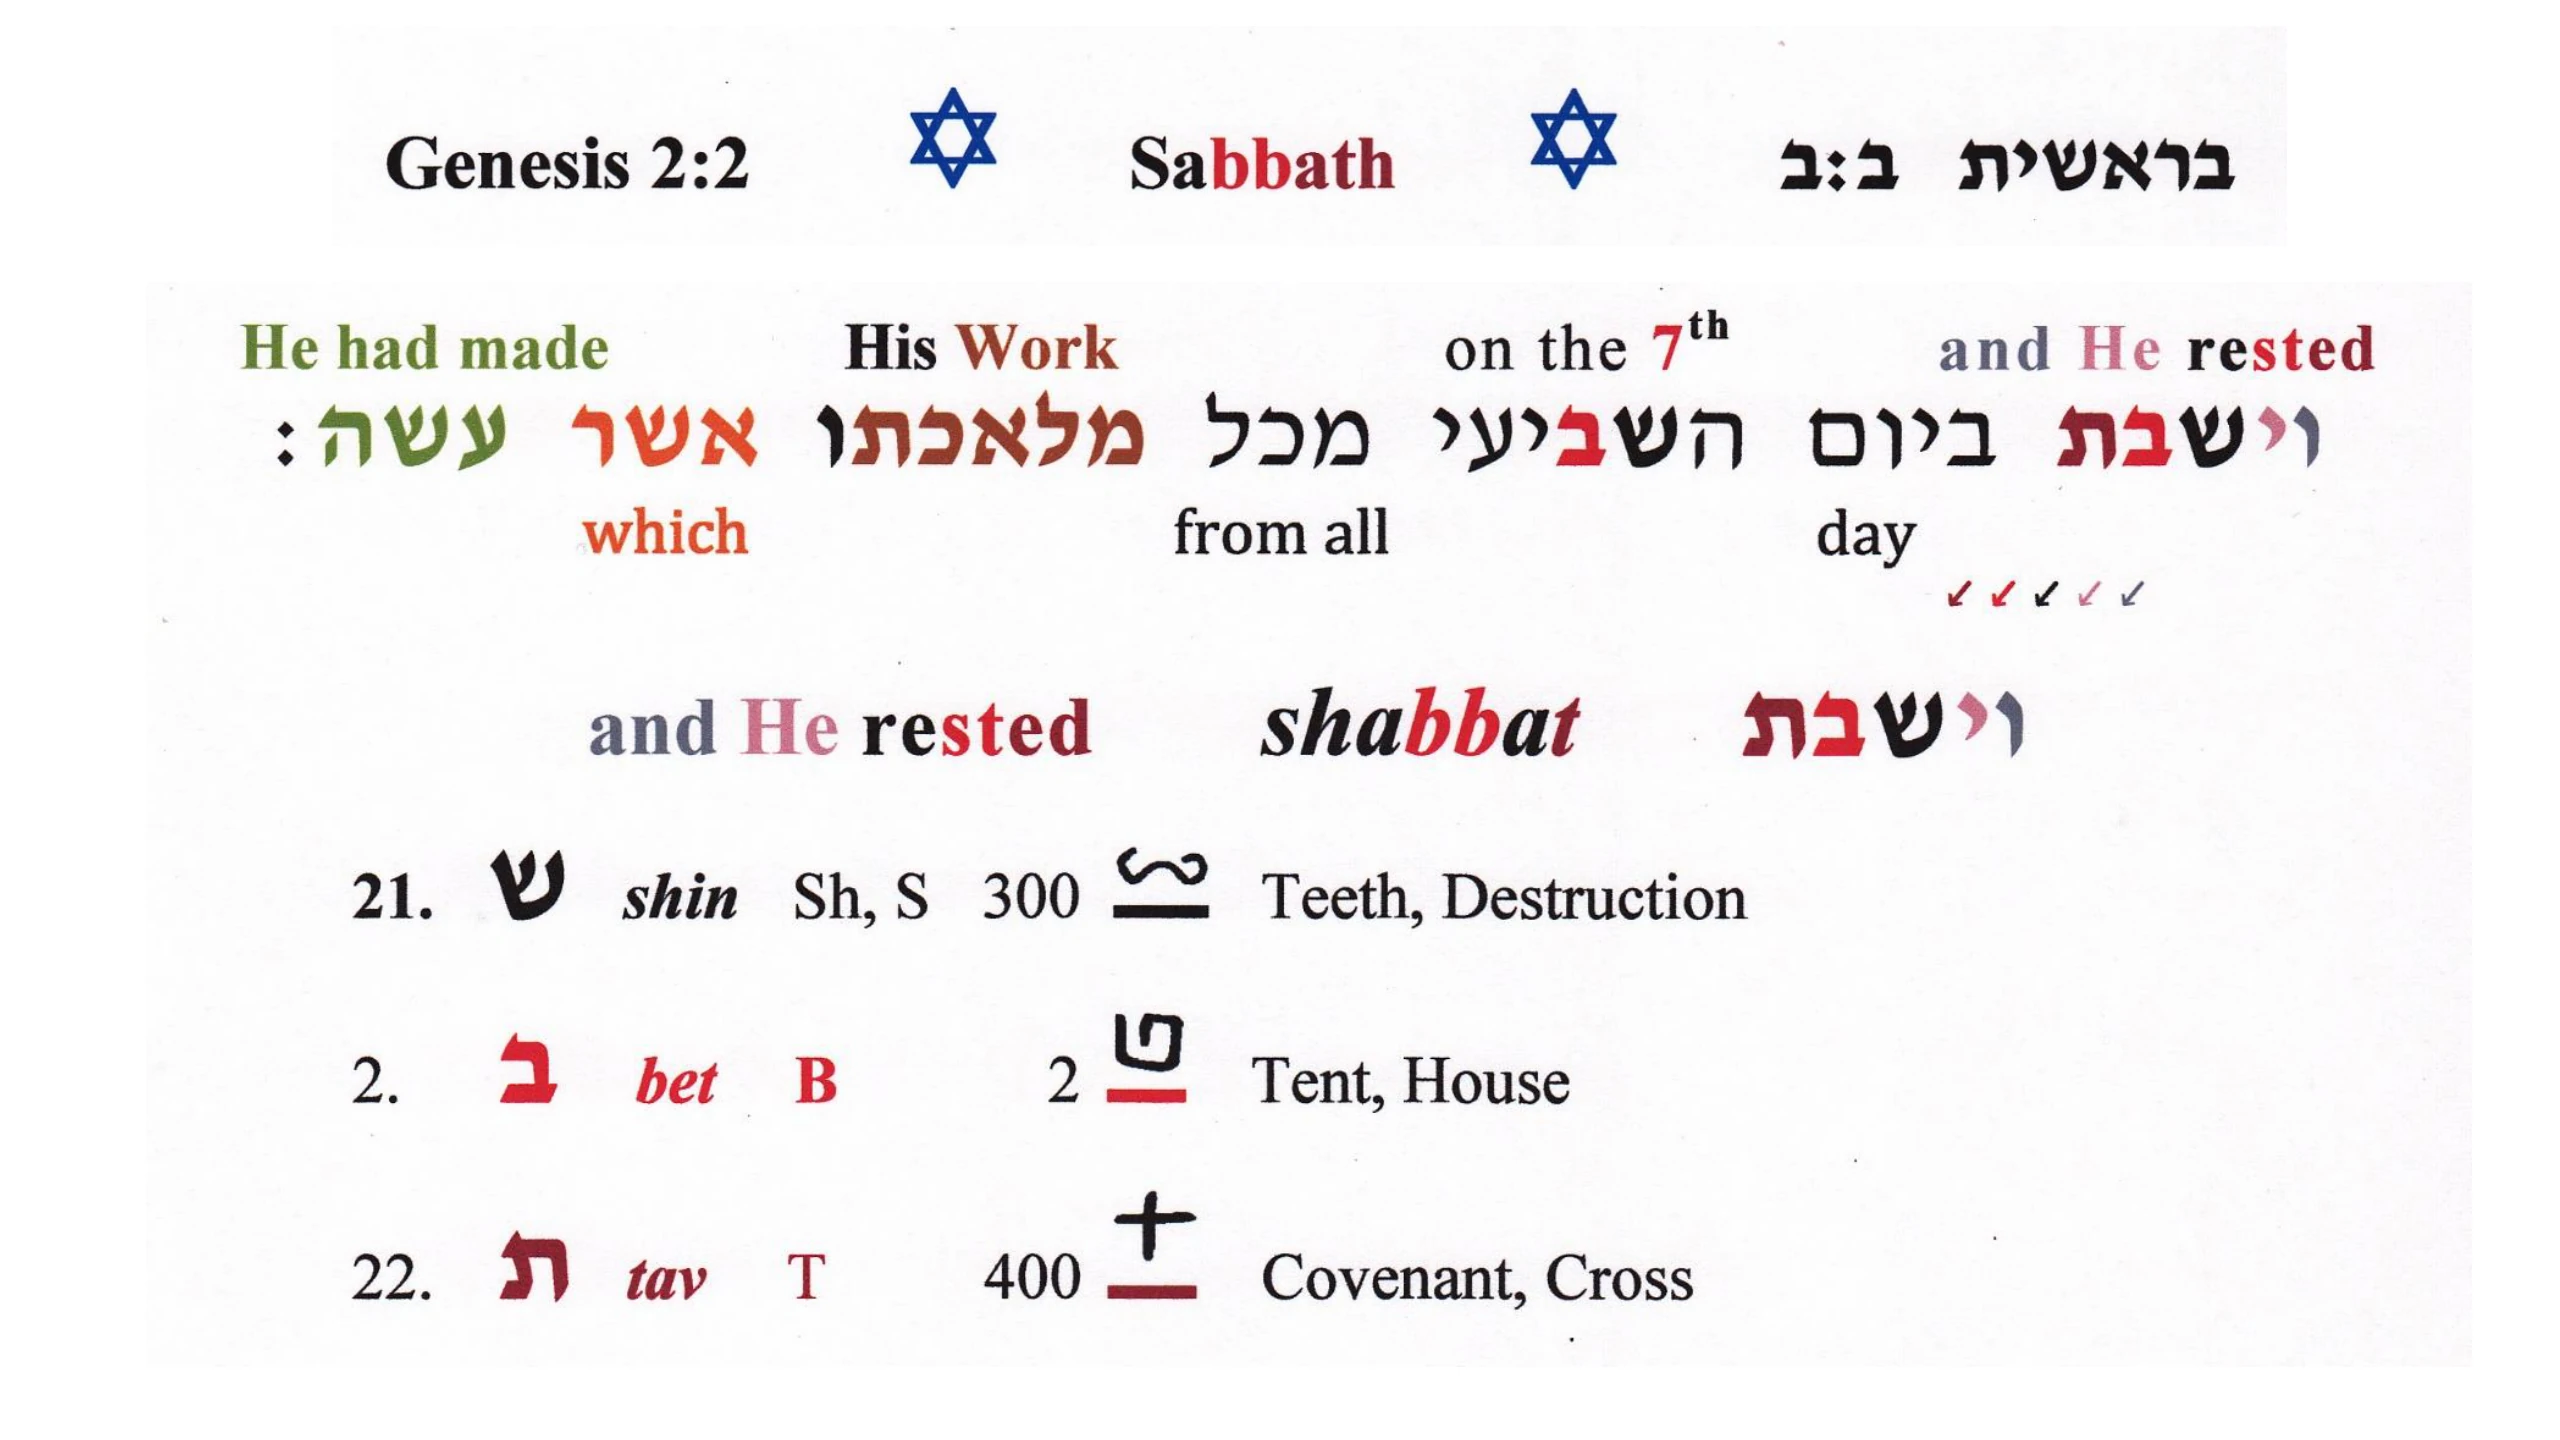 Genesis 2:2 Sabbath בראשית ב:ב
He had made His Work on the 7th and He rested
וישבת ביום השביעי מכל מלאכתו אשר עשה:
which from all day
and He rested shabbat וישבת
21. ש shin Sh, S 300 Teeth, Destruction
2. ב bet B 2 Tent, House
22. ת tav T 400 Covenant, Cross